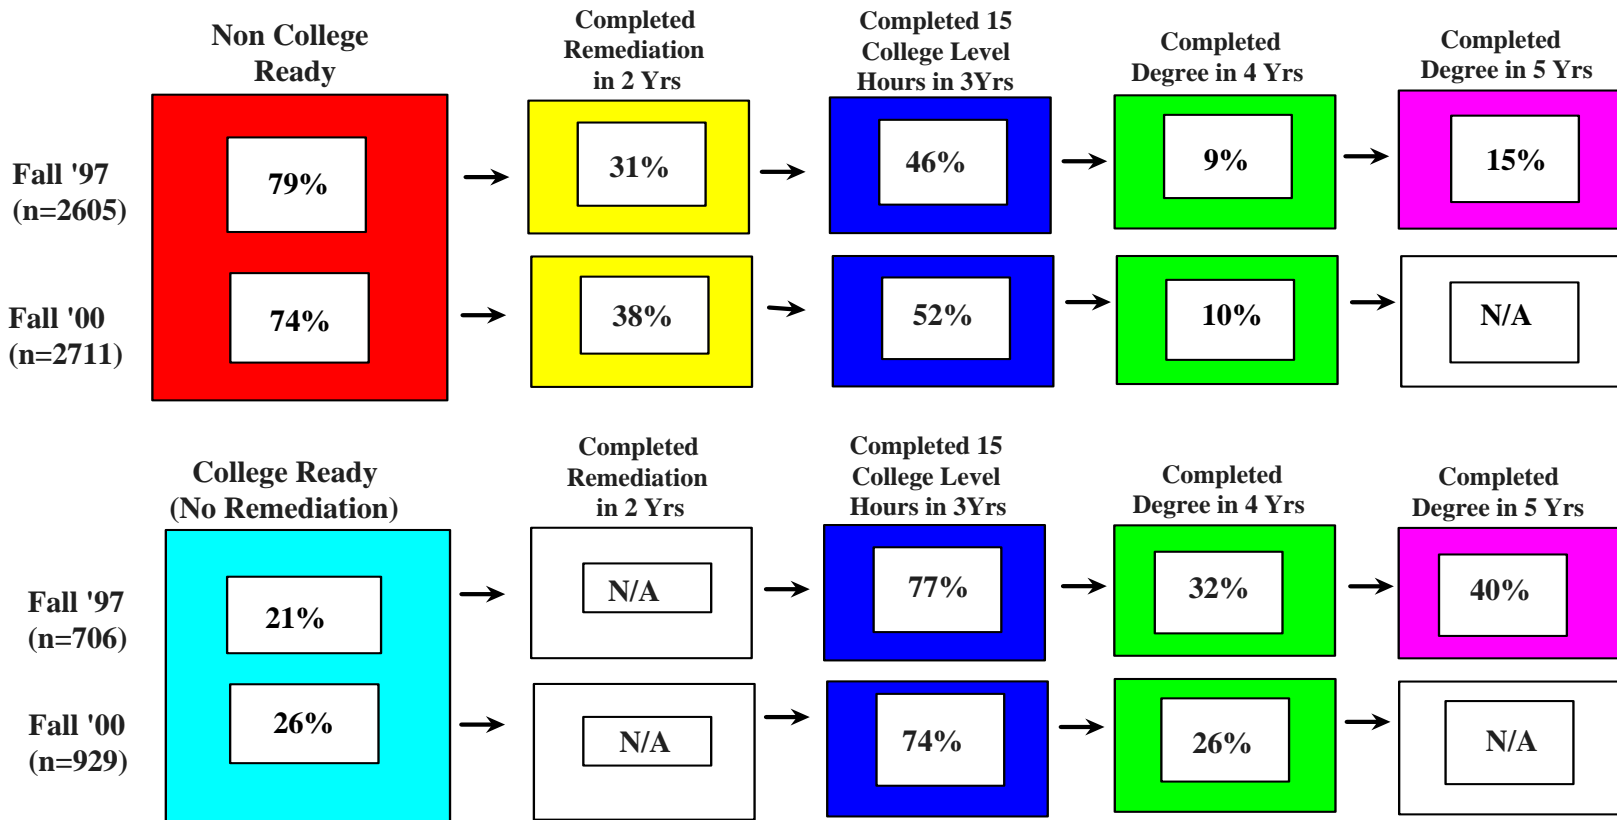 Non College
Ready
Completed
Remediation
in 2 Yrs
Completed 15
College Level
Hours in 3Yrs
Completed
Degree in 4 Yrs
Completed
Degree in 5 Yrs
Fall '97
(n=2605)
79%
31%
46%
9%
15%
Fall '00
(n=2711)
74%
38%
52%
10%
N/A
College Ready
(No Remediation)
Completed
Remediation
in 2 Yrs
Completed 15
College Level
Hours in 3Yrs
Completed
Degree in 4 Yrs
Completed
Degree in 5 Yrs
Fall '97
(n=706)
21%
N/A
77%
32%
40%
Fall '00
(n=929)
26%
N/A
74%
26%
N/A